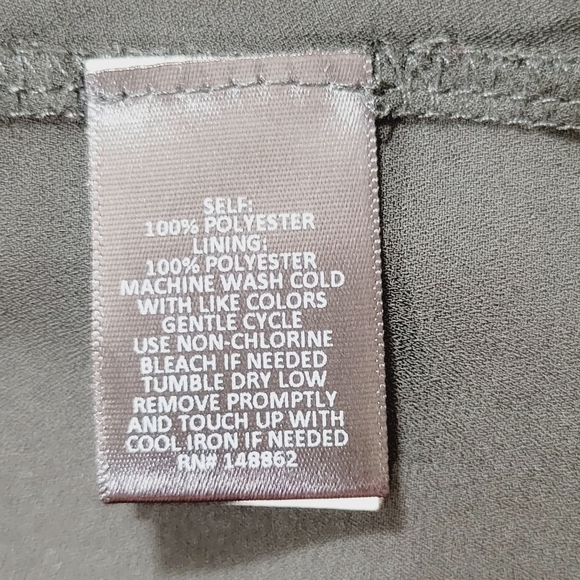 SELF:
100% POLYESTER
LINING:
100% POLYESTER
MACHINE WASH COLD
WITH LIKE COLORS
GENTLE CYCLE
USE NON-CHLORINE
BLEACH IF NEEDED
TUMBLE DRY LOW
REMOVE PROMPTLY
AND TOUCH UP WITH
COOL IRON IF NEEDED
RN# 148862